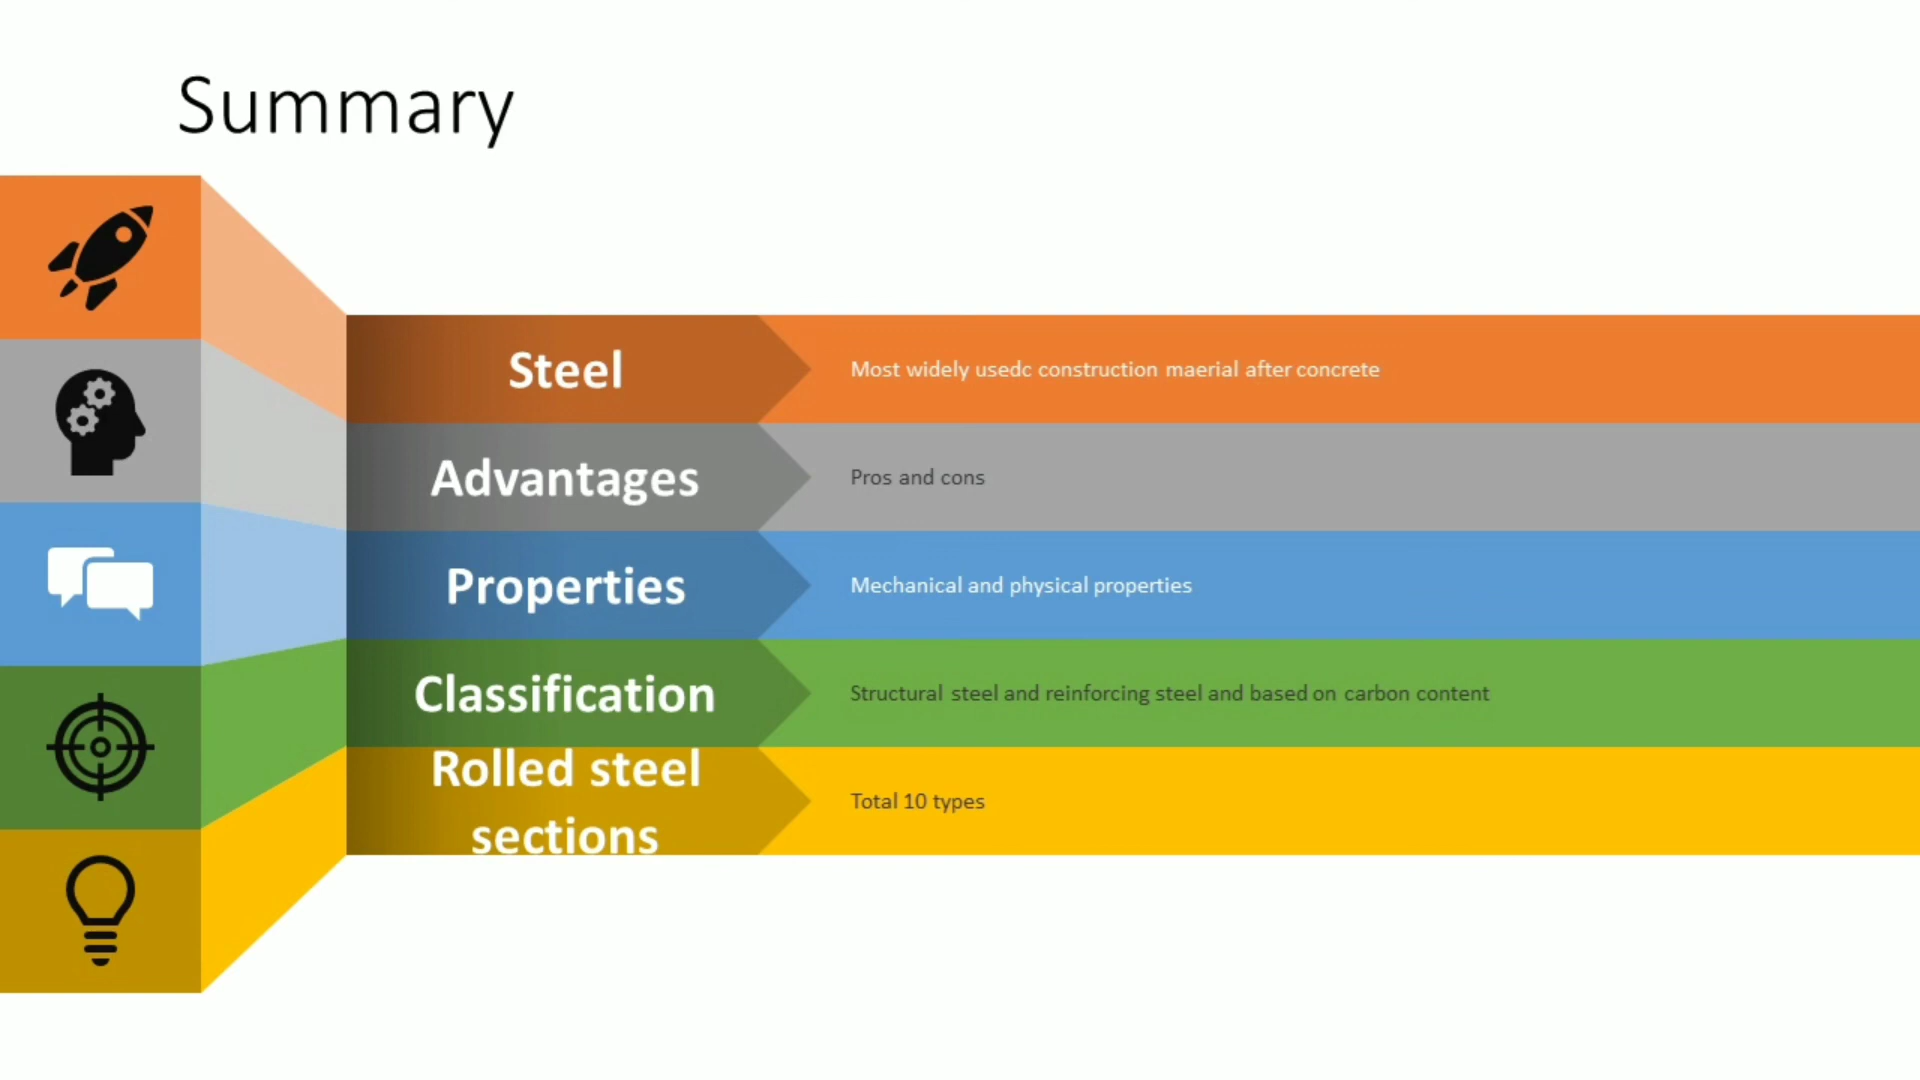 Summary
Steel
Most widely usedc construction maerial after concrete
Advantages
Pros and cons
Properties
Mechanical and physical properties
Classification
Structural steel and reinforcing steel and based on carbon content
Rolled steel
sections
Total 10 types